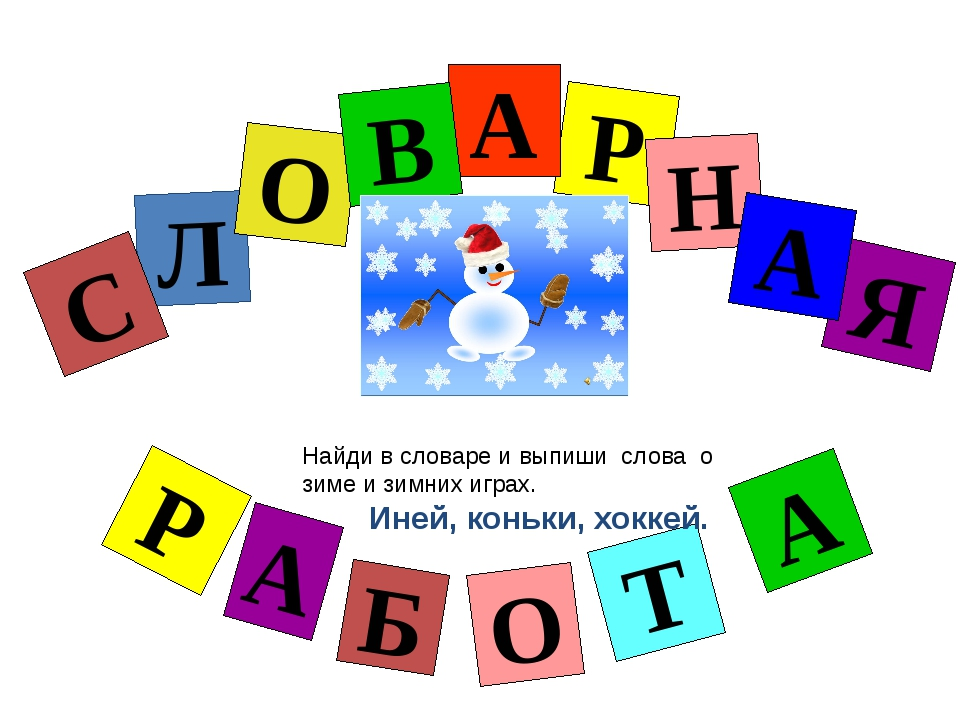 СЛОВАРНАЯ
Найди в словаре и выпиши слова о
зиме и зимних играх.
Иней, коньки, хоккей.
РАБОТА